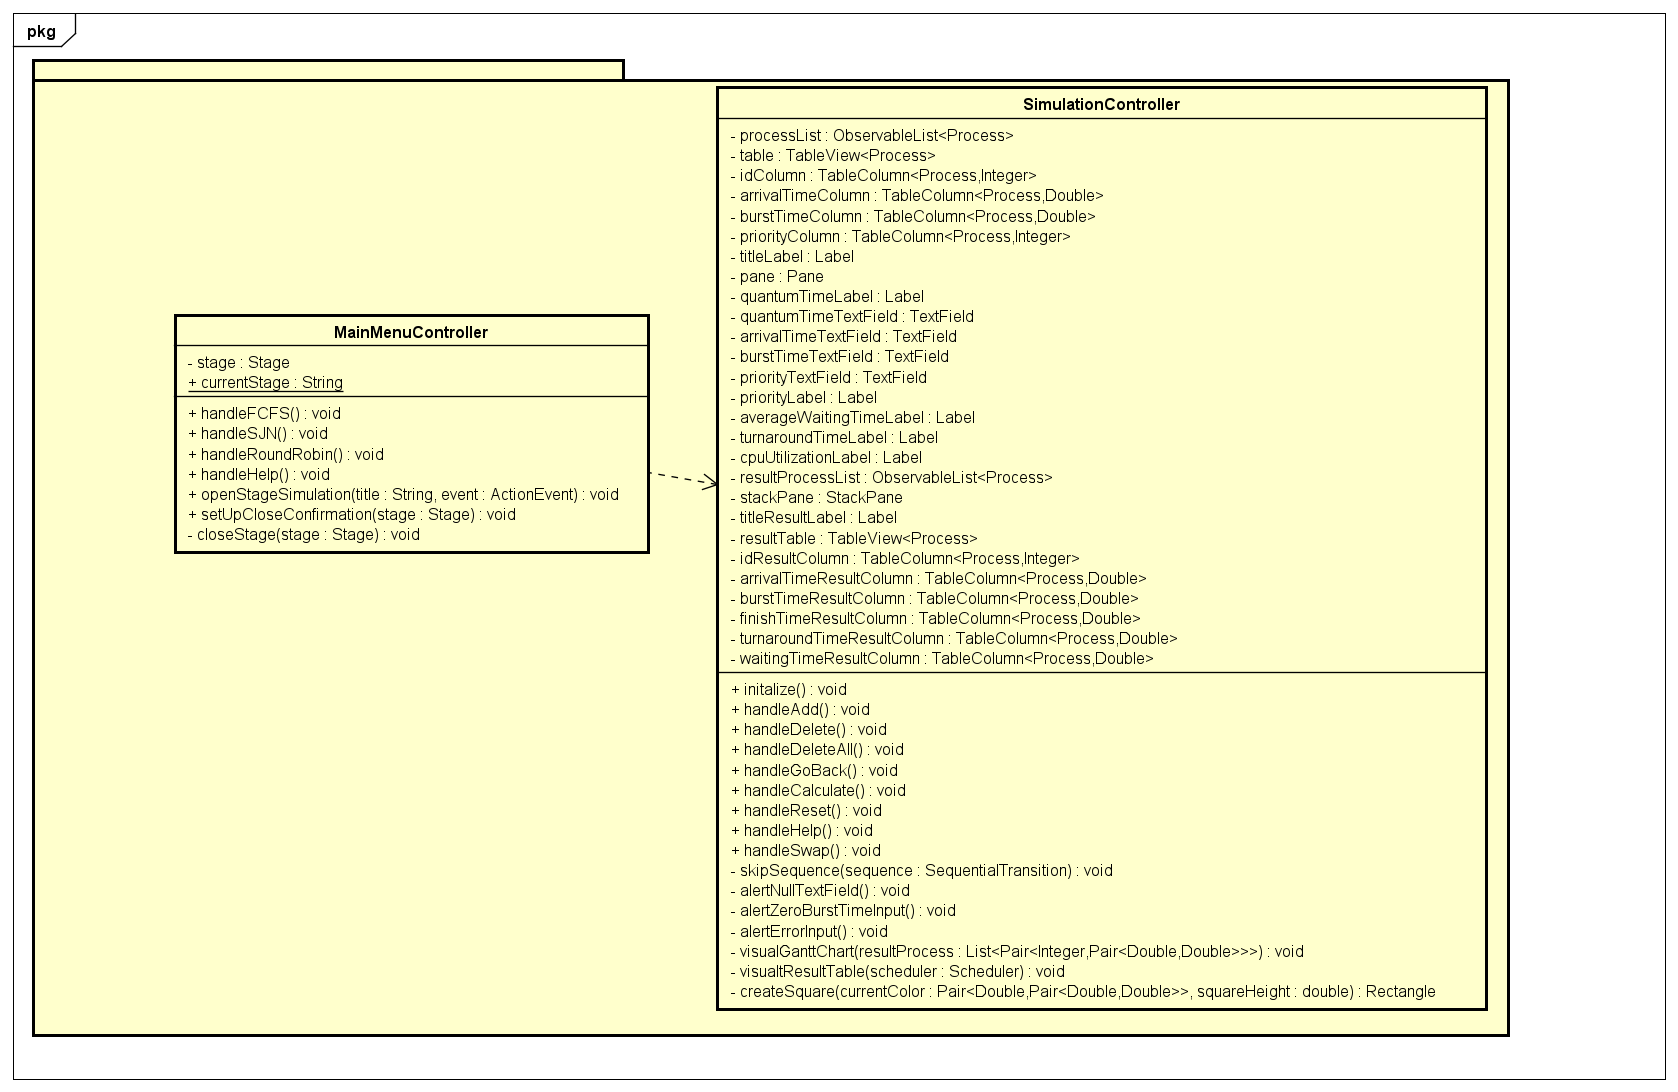 pkg
MainMenuController
- stage : Stage
+ currentStage : String
+ handleFCFS() : void
+ handleSJN() : void
+ handleRoundRobin() : void
+ handleHelp() : void
+ openStageSimulation(title : String, event : ActionEvent) : void
+ setUpCloseConfirmation(stage : Stage) : void
- closeStage(stage : Stage) : void
SimulationController
- processList : ObservableList<Process>
- table : TableView<Process>
- idColumn : TableColumn<Process,Integer>
- arrivalTimeColumn : TableColumn<Process,Double>
- burstTimeColumn : TableColumn<Process,Double>
- priorityColumn : TableColumn<Process,Integer>
- titleLabel : Label
- pane : Pane
- quantumTimeLabel : Label
- quantumTimeTextField : TextField
- arrivalTimeTextField : TextField
- burstTimeTextField : TextField
- priorityTextField : TextField
- priorityLabel : Label
- averageWaitingTimeLabel : Label
- turnaroundTimeLabel : Label
- cpuUtilizationLabel : Label
- resultProcessList : ObservableList<Process>
- stackPane : StackPane
- titleResultLabel : Label
- resultTable : TableView<Process>
- idResultColumn : TableColumn<Process,Integer>
- arrivalTimeResultColumn : TableColumn<Process,Double>
- burstTimeResultColumn : TableColumn<Process,Double>
- finishTimeResultColumn : TableColumn<Process,Double>
- turnaroundTimeResultColumn : TableColumn<Process,Double>
- waitingTimeResultColumn : TableColumn<Process,Double>
+ initalize() : void
+ handleAdd() : void
+ handleDelete() : void
+ handleDeleteAll() : void
+ handleGoBack() : void
+ handleCalculate() : void
+ handleReset() : void
+ handleHelp() : void
+ handleSwap() : void
- skipSequence(sequence : SequentialTransition) : void
- alertNullTextField() : void
- alertZeroBurstTimeInput() : void
- alertErrorInput() : void
- visualGanttChart(resultProcess : List<Pair<Integer,Pair<Double,Double>>>) : void
- visualtResultTable(scheduler : Scheduler) : void
- createSquare(currentColor : Pair<Double,Pair<Double,Double>>, squareHeight : double) : Rectangle